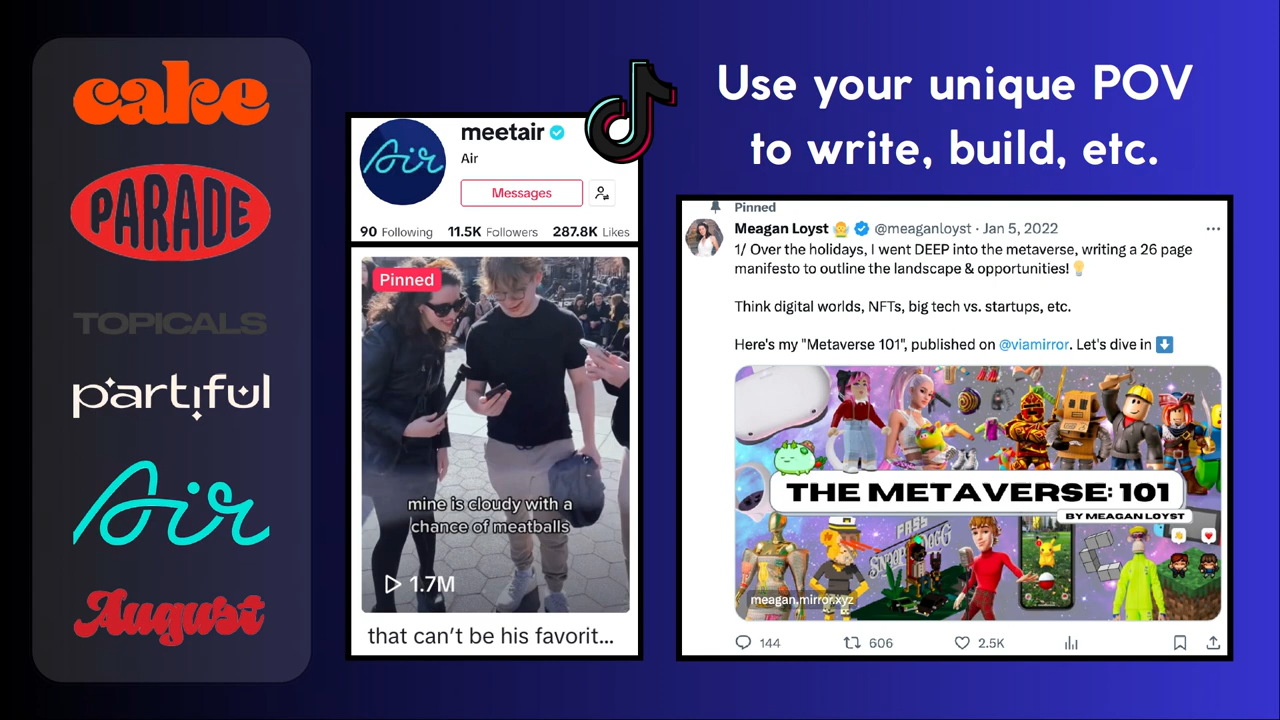 cake
PARADE
TOPICALS
partiful
Air
August
Air
meetair
Air
Messages
90 Following 11.5K Followers 287.8K Likes
Pinned
mine is cloudy with a
chance of meatballs
1.7M
that can't be his favorit...
Use your unique POV
to write, build, etc.
Pinned
Meagan Loyst @meaganloyst · Jan 5, 2022
1/ Over the holidays, I went DEEP into the metaverse, writing a 26 page
manifesto to outline the landscape & opportunities!
Think digital worlds, NFTs, big tech vs. startups, etc.
Here's my "Metaverse 101", published on @viamirror. Let's dive in
THE METAVERSE: 101
BY MEAGAN LOYST
SNOOP DOGG
meagan.mirror.xyz
144 606 2.5K